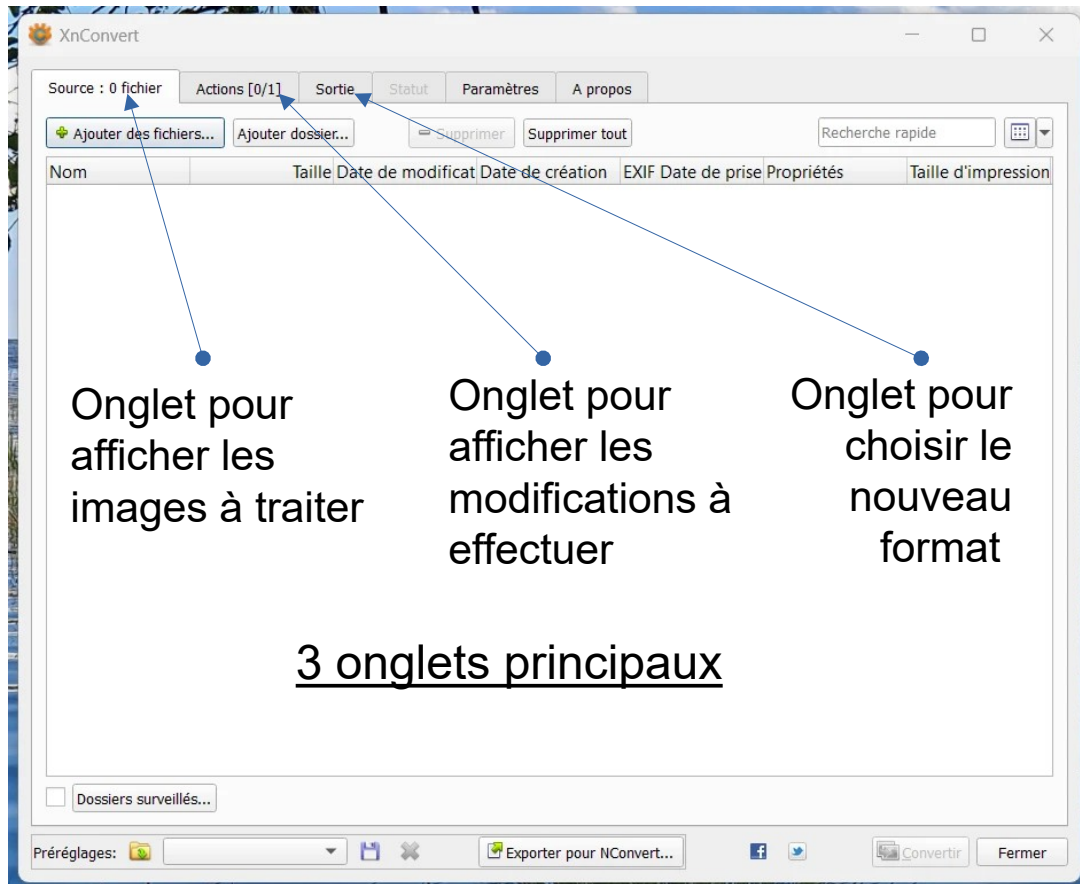 XnConvert
Source : 0 fichier Actions [0/1] Sortie Statut Paramètres A propos
Ajouter des fichiers... Ajouter dossier... Supprimer Supprimer tout Recherche rapide
Nom Taille Date de modificat Date de création EXIF Date de prise Propriétés Taille d'impression
Onglet pour
afficher les
images à traiter
Onglet pour
afficher les
modifications à
effectuer
Onglet pour
choisir le
nouveau
format
3 onglets principaux
Dossiers surveillés...
Préréglages: Exporter pour NConvert... Convertir Fermer